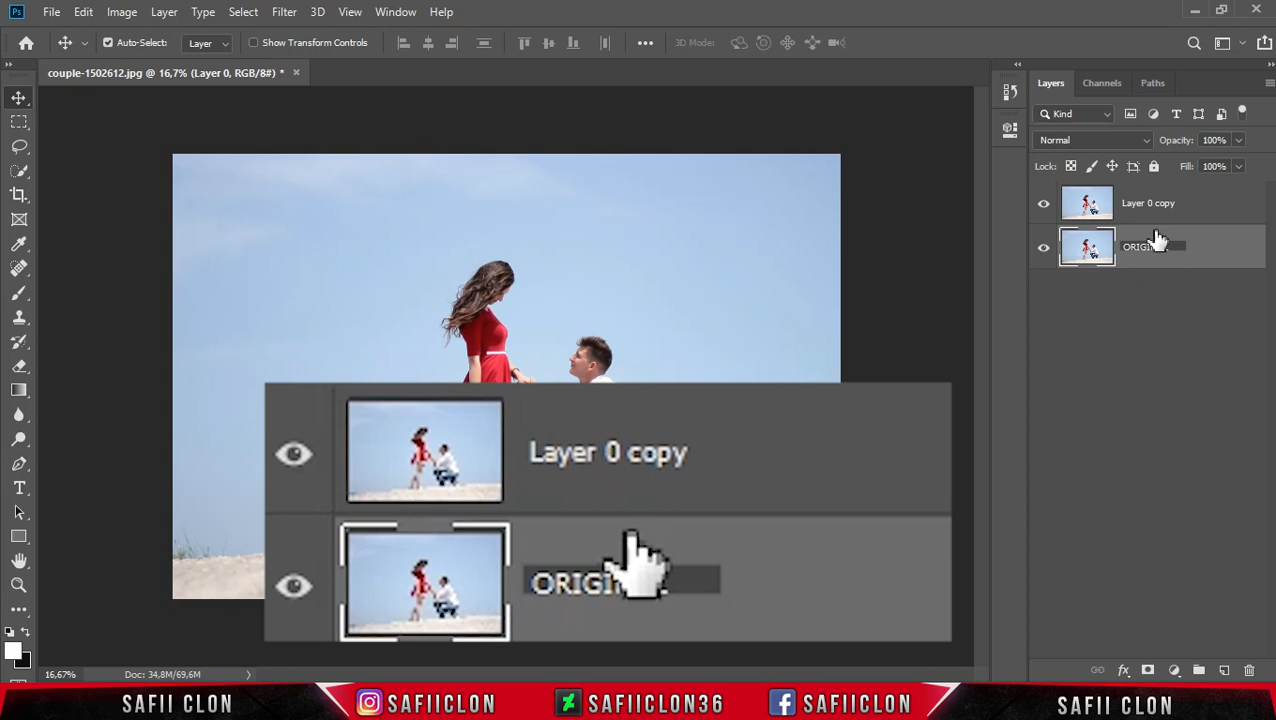 Ps File Edit Image Layer Type Select Filter 3D View Window Help
Auto-Select: Layer Show Transform Controls 3D Mode:
couple-1502612.jpg @ 16,7% (Layer 0, RGB/8#) *
Layers Channels Paths
Kind
Normal Opacity: 100%
Lock: Fill: 100%
Layer 0 copy
Layer 0 copy
16,67% Doc: 34,8M/69,6M
SAFII CLON SAFIICLON SAFIICLON36 SAFIICLON SAFII CLON